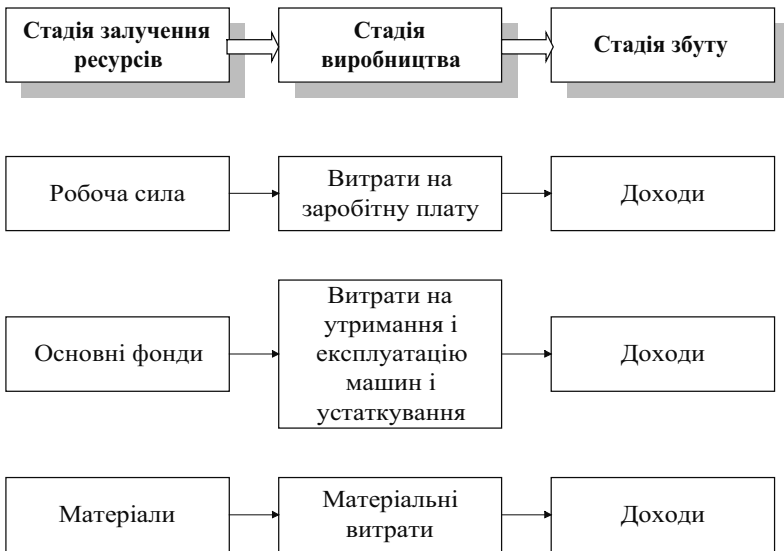 Стадія залучення
ресурсів
Стадія
виробництва
Стадія збуту
Робоча сила
Витрати на
заробітну плату
Доходи
Основні фонди
Витрати на
утримання і
експлуатацію
машин і
устаткування
Доходи
Матеріали
Матеріальні
витрати
Доходи